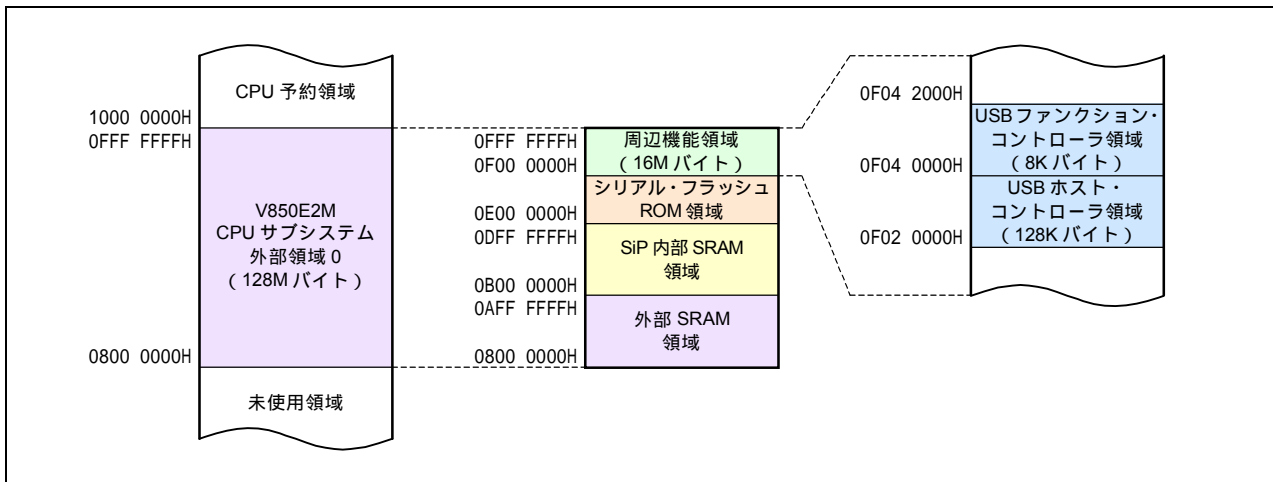 CPU 予約領域
1000 0000H
0FFF FFFFH
V850E2M
CPU サブシステム
外部領域 0
(128M バイト)
0800 0000H
未使用領域
0FFF FFFFH
周辺機能領域
0F00 0000H
(16M バイト)
シリアル・フラッシュ
ROM 領域
0E00 0000H
0DFF FFFFH
SiP 内部 SRAM
領域
0B00 0000H
0AFF FFFFH
外部 SRAM
領域
0800 0000H
0F04 2000H
USB ファンクション・
コントローラ領域
(8K バイト)
0F04 0000H
USB ホスト・
コントローラ領域
(128K バイト)
0F02 0000H